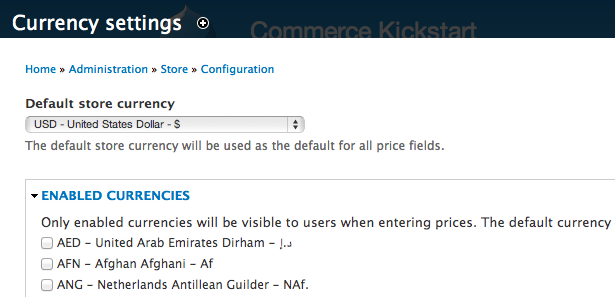 Currency settings
Commerce Kickstart
Home » Administration » Store » Configuration
Default store currency
USD - United States Dollar - $
The default store currency will be used as the default for all price fields.
ENABLED CURRENCIES
Only enabled currencies will be visible to users when entering prices. The default currency
AED – United Arab Emirates Dirham – د.إ
AFN – Afghan Afghani – Af
ANG – Netherlands Antillean Guilder – NAf.